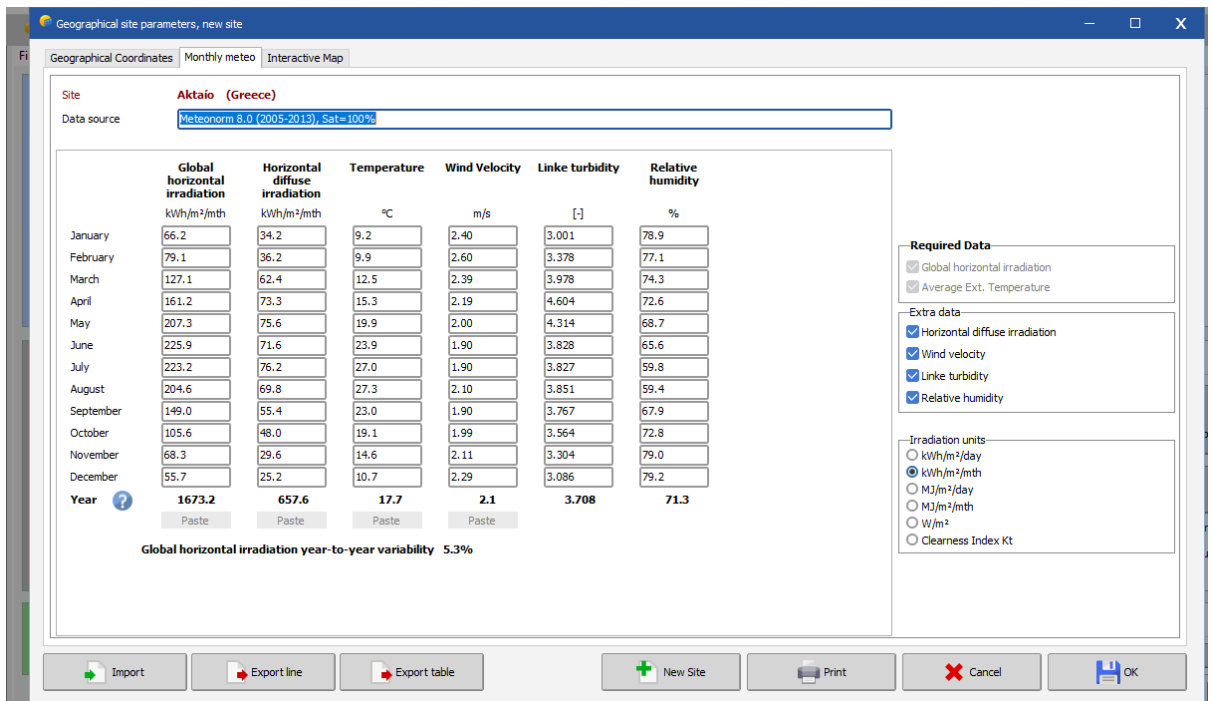 Geographical site parameters, new site
Fi
Geographical Coordinates Monthly meteo Interactive Map
Site Aktaío (Greece)
Data source Meteonorm 8.0 (2005-2013), Sat=100%
Global horizontal irradiation Horizontal diffuse irradiation Temperature Wind Velocity Linke turbidity Relative humidity
kWh/m²/mth kWh/m²/mth °C m/s [-] %
January 66.2 34.2 9.2 2.40 3.001 78.9
February 79.1 36.2 9.9 2.60 3.378 77.1
March 127.1 62.4 12.5 2.39 3.978 74.3
April 161.2 73.3 15.3 2.19 4.604 72.6
May 207.3 75.6 19.9 2.00 4.314 68.7
June 225.9 71.6 23.9 1.90 3.828 65.6
July 223.2 76.2 27.0 1.90 3.827 59.8
August 204.6 69.8 27.3 2.10 3.851 59.4
September 149.0 55.4 23.0 1.90 3.767 67.9
October 105.6 48.0 19.1 1.99 3.564 72.8
November 68.3 29.6 14.6 2.11 3.304 79.0
December 55.7 25.2 10.7 2.29 3.086 79.2
Year ? 1673.2 657.6 17.7 2.1 3.708 71.3
Paste Paste Paste Paste
Global horizontal irradiation year-to-year variability 5.3%
Required Data
Global horizontal irradiation
Average Ext. Temperature
Extra data
Horizontal diffuse irradiation
Wind velocity
Linke turbidity
Relative humidity
Irradiation units
kWh/m²/day
kWh/m²/mth
MJ/m²/day
MJ/m²/mth
W/m²
Clearness Index Kt
Import Export line Export table New Site Print Cancel OK